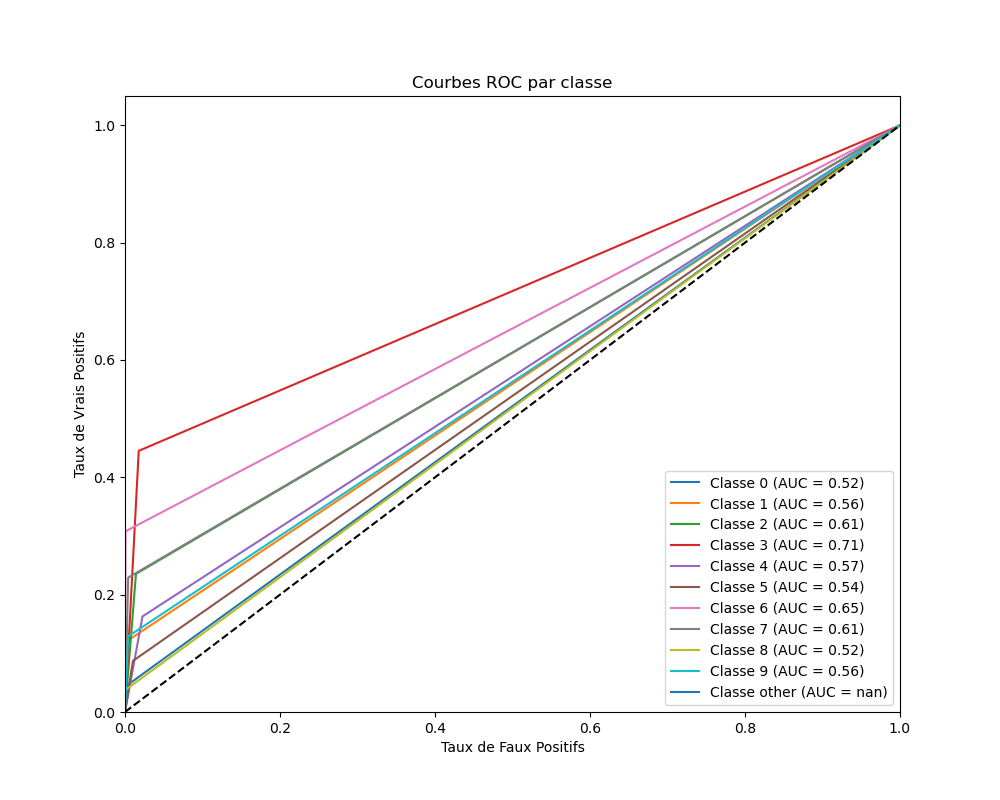 Courbes ROC par classe
1.0
0.8
0.6
0.4
0.2
0.0
Taux de Vrais Positifs
Classe 0 (AUC = 0.52)
Classe 1 (AUC = 0.56)
Classe 2 (AUC = 0.61)
Classe 3 (AUC = 0.71)
Classe 4 (AUC = 0.57)
Classe 5 (AUC = 0.54)
Classe 6 (AUC = 0.65)
Classe 7 (AUC = 0.61)
Classe 8 (AUC = 0.52)
Classe 9 (AUC = 0.56)
Classe other (AUC = nan)
0.0 0.2 0.4 0.6 0.8 1.0
Taux de Faux Positifs